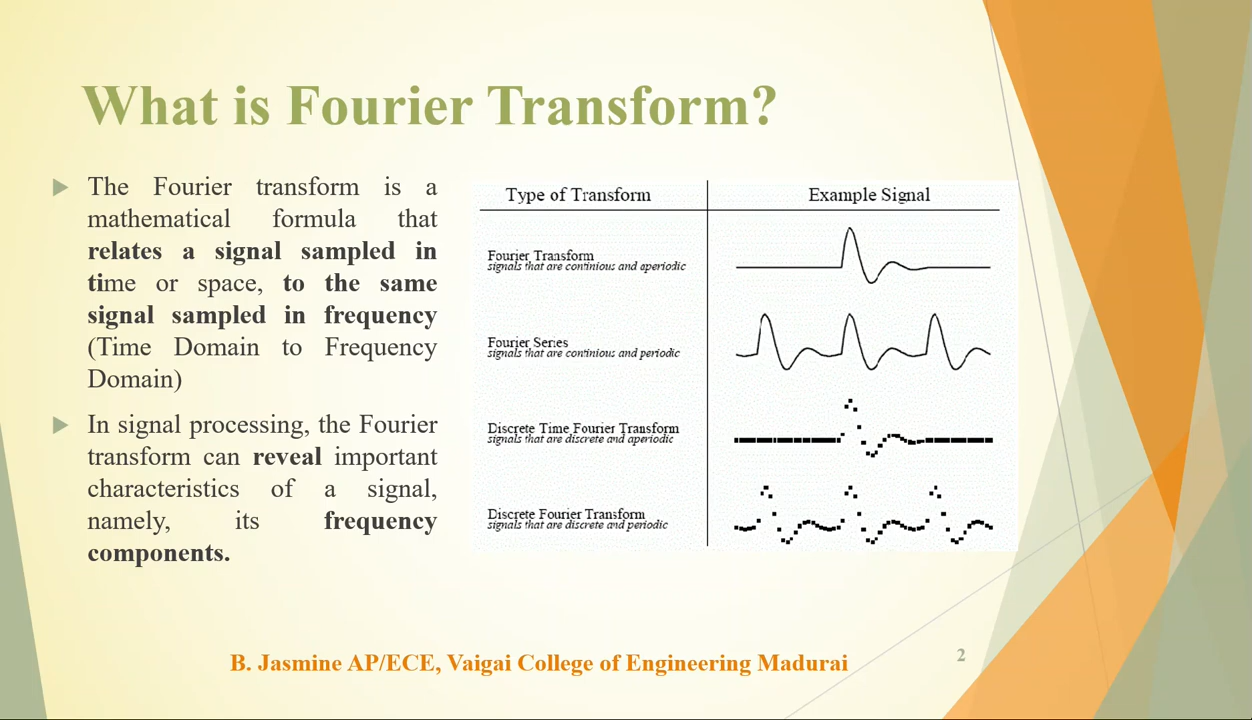 What is Fourier Transform?
The Fourier transform is a
mathematical formula that
relates a signal sampled in
time or space, to the same
signal sampled in frequency
(Time Domain to Frequency
Domain)
In signal processing, the Fourier
transform can reveal important
characteristics of a signal,
namely, its frequency
components.
Type of Transform Example Signal
Fourier Transform
signals that are continious and aperiodic
Fourier Series
signals that are continious and periodic
Discrete Time Fourier Transform
signals that are discrete and aperiodic
Discrete Fourier Transform
signals that are discrete and periodic
B. Jasmine AP/ECE, Vaigai College of Engineering Madurai
2